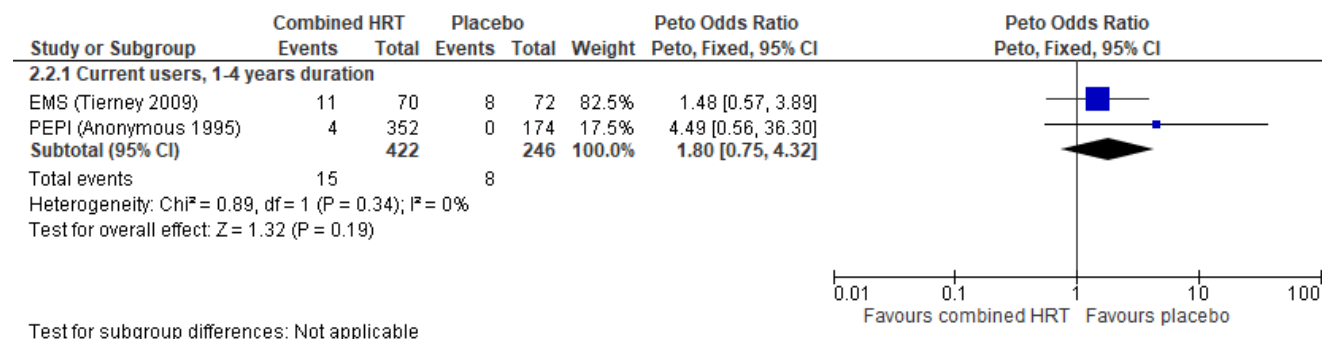 Combined HRT Placebo Peto Odds Ratio Peto Odds Ratio
Study or Subgroup Events Total Events Total Weight Peto, Fixed, 95% CI Peto, Fixed, 95% CI
2.2.1 Current users, 1-4 years duration
EMS (Tierney 2009) 11 70 8 72 82.5% 1.48 [0.57, 3.89]
PEPI (Anonymous 1995) 4 352 0 174 17.5% 4.49 [0.56, 36.30]
Subtotal (95% CI) 422 246 100.0% 1.80 [0.75, 4.32]
Total events 15 8
Heterogeneity: Chi² = 0.89, df = 1 (P = 0.34); I² = 0%
Test for overall effect: Z = 1.32 (P = 0.19)
0.01 0.1 1 10 100
Favours combined HRT Favours placebo
Test for subgroup differences: Not applicable